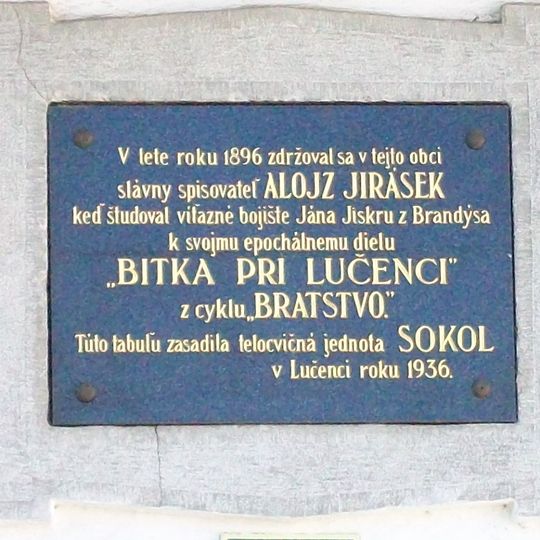 V lete roku 1896 zdržoval sa v tejto obci
slávny spisovateľ ALOJZ JIRÁSEK
keď študoval víťazné bojište Jána Jiskru z Brandýsa
k svojmu epochálnemu dielu
„BITKA PRI LUČENCI"
z cyklu „BRATSTVO."
Túto tabuľu zasadila telocvičná jednota SOKOL
v Lučenci roku 1936.